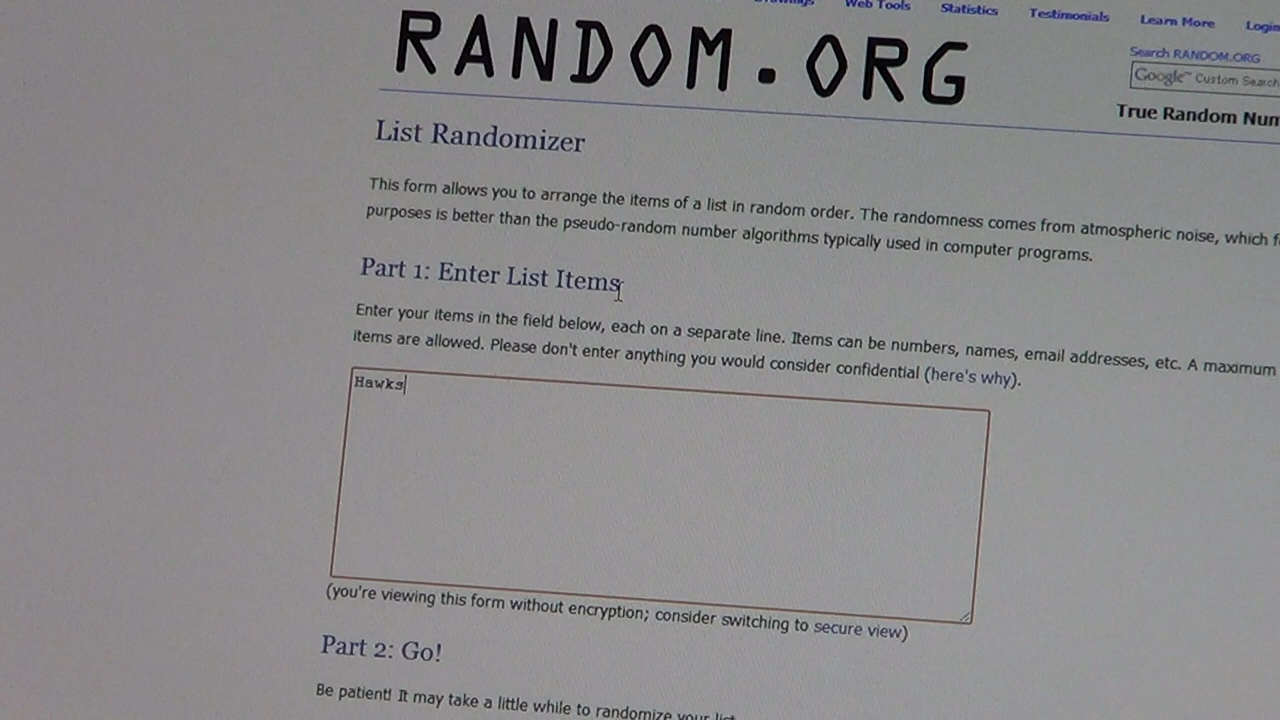 Web Tools Statistics Testimonials Learn More Login
RANDOM.ORG
Search RANDOM.ORG
Google™ Custom Search
True Random Num
List Randomizer
This form allows you to arrange the items of a list in random order. The randomness comes from atmospheric noise, which f
purposes is better than the pseudo-random number algorithms typically used in computer programs.
Part 1: Enter List Items
Enter your items in the field below, each on a separate line. Items can be numbers, names, email addresses, etc. A maximum
items are allowed. Please don't enter anything you would consider confidential (here's why).
Hawks
(you're viewing this form without encryption; consider switching to secure view)
Part 2: Go!
Be patient! It may take a little while to randomize your list